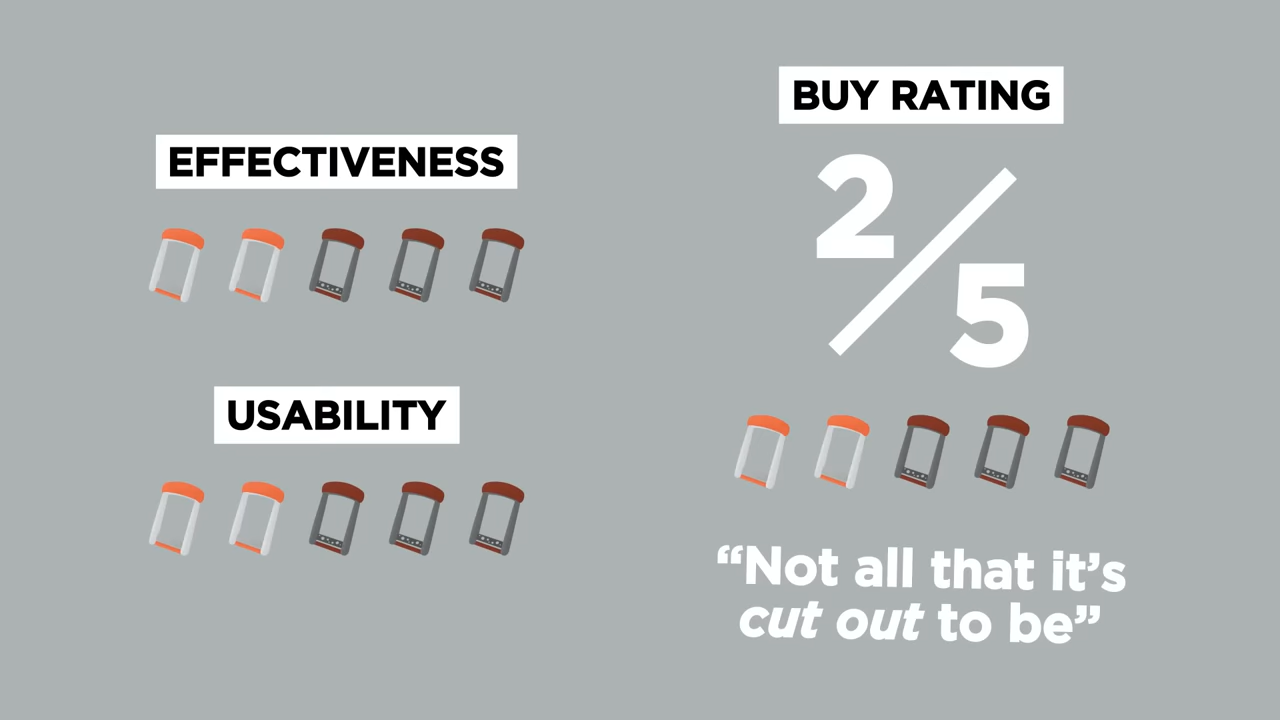 EFFECTIVENESS
USABILITY
BUY RATING
2/5
“Not all that it’s
cut out to be”